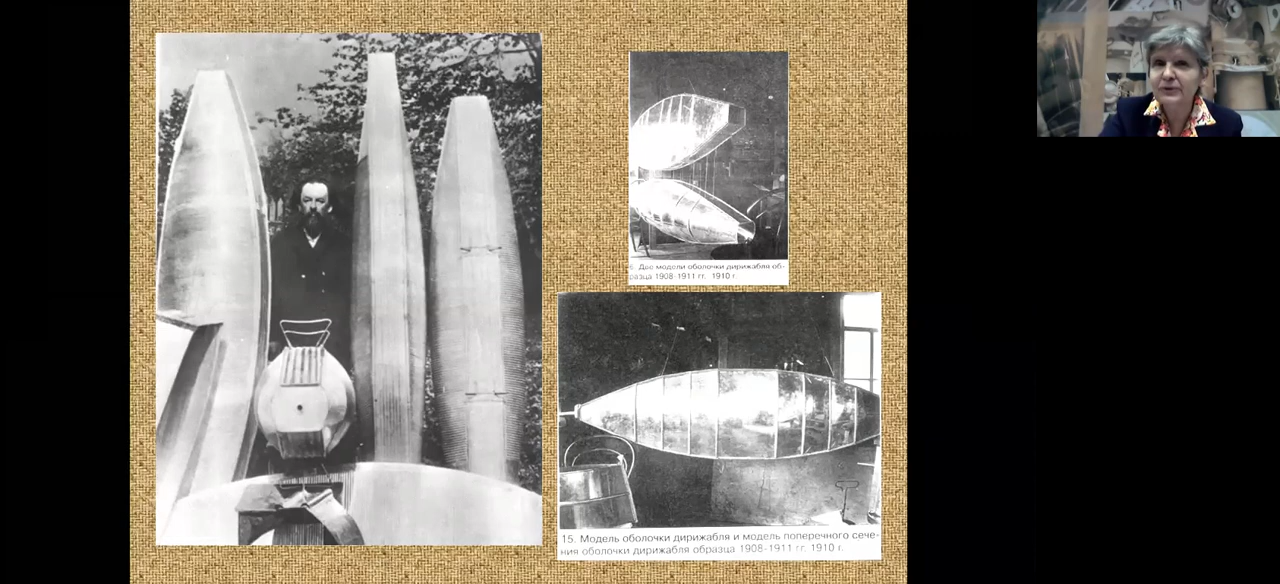 6. Две модели оболочки дирижабля об-
разца 1908-1911 гг. 1910 г.
15. Модель оболочки дирижабля и модель поперечного сече-
ния оболочки дирижабля образца 1908-1911 гг. 1910 г.